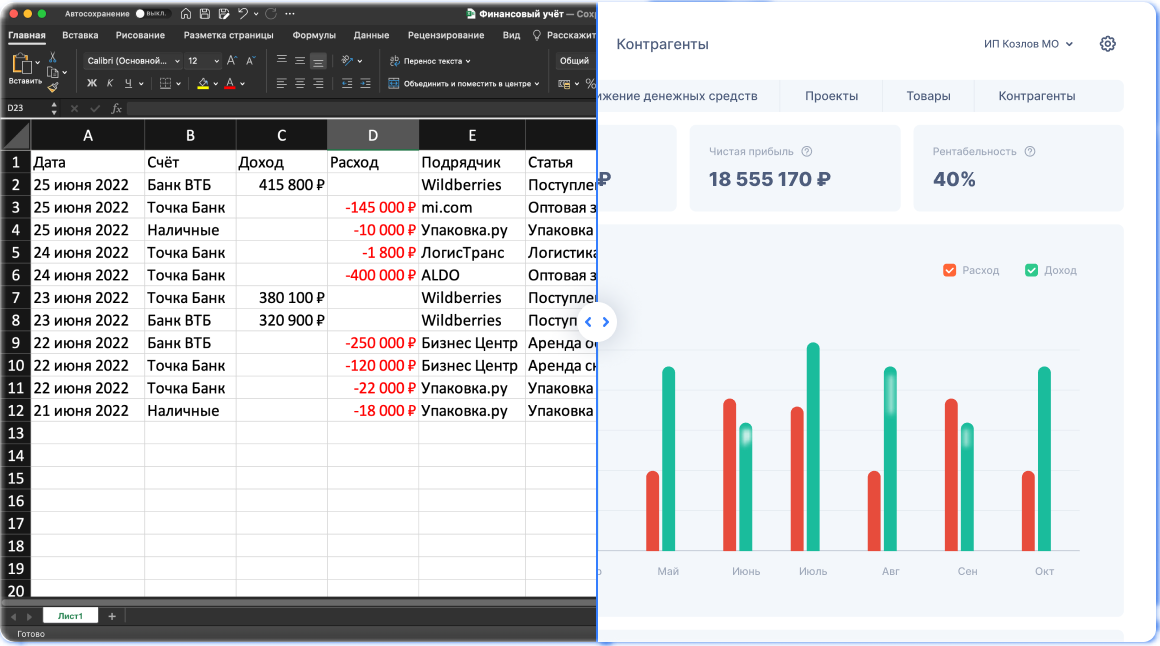 Автосохранение ВЫКЛ. Финансовый учёт —
Главная Вставка Рисование Разметка страницы Формулы Данные Рецензирование Вид
Calibri (Основной... 12 Перенос текста Общий
Вставить Ж К Ч Объединить и поместить в центре %
D23 fx
A B C D E
1 Дата Счёт Доход Расход Подрядчик Статья
2 25 июня 2022 Банк ВТБ 415 800 ₽ Wildberries
3 25 июня 2022 Точка Банк -145 000 ₽ mi.com Оптовая
4 25 июня 2022 Наличные -10 000 ₽ Упаковка.ру Упаковка
5 24 июня 2022 Точка Банк -1 800 ₽ ЛогисТранс Логистика
6 24 июня 2022 Точка Банк -400 000 ₽ ALDO Оптовая
7 23 июня 2022 Точка Банк 380 100 ₽ Wildberries
8 23 июня 2022 Банк ВТБ 320 900 ₽ Wildberries
9 22 июня 2022 Банк ВТБ -250 000 ₽ Бизнес Центр Аренда
10 22 июня 2022 Точка Банк -120 000 ₽ Бизнес Центр Аренда
11 22 июня 2022 Точка Банк -22 000 ₽ Упаковка.ру Упаковка
12 21 июня 2022 Наличные -18 000 ₽ Упаковка.ру Упаковка
13
14
15
16
17
18
19
20
Лист1 +
Готово
Контрагенты ИП Козлов МО
денежных средств Проекты Товары Контрагенты
Чистая прибыль ? Рентабельность ?
₽ 18 555 170 ₽ 40%
Расход Доход
Май Июнь Июль Авг Сен Окт